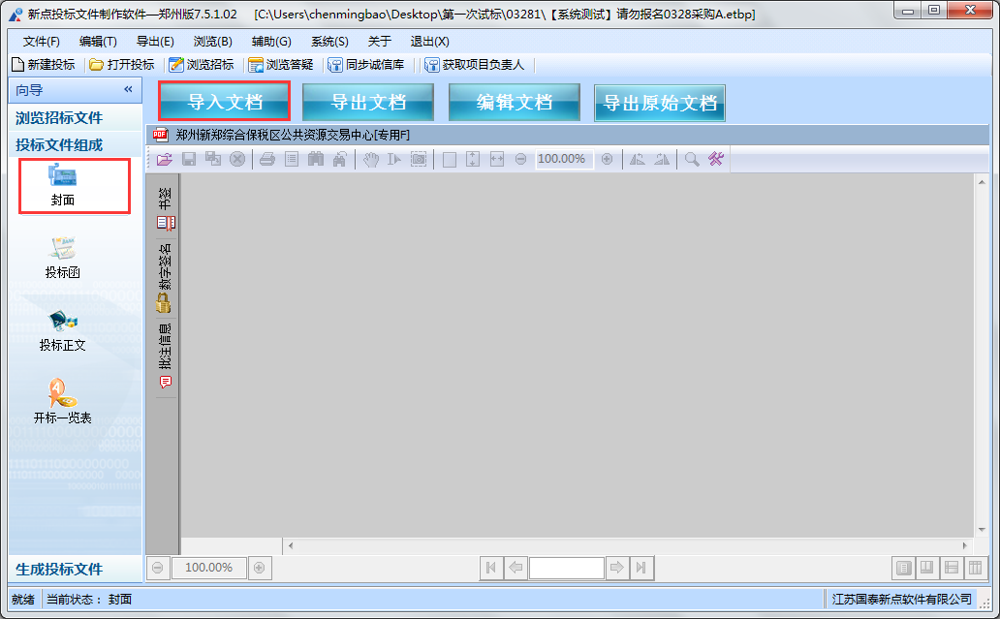 新点投标文件制作软件—郑州版7.5.1.02 [C:\Users\chenmingbao\Desktop\第一次试标\03281\【系统测试】请勿报名0328采购A.etbp]
文件(F) 编辑(T) 导出(E) 浏览(B) 辅助(G) 系统(S) 关于 退出(X)
新建投标 打开投标 浏览招标 浏览答疑 同步诚信库 获取项目负责人
向导 «
导入文档 导出文档 编辑文档 导出原始文档
浏览招标文件
投标文件组成
PDF 郑州新郑综合保税区公共资源交易中心[专用F]
100.00%
封面
投标函
投标正文
开标一览表
书签
数字签名
批注信息
生成投标文件
100.00%
就绪 当前状态： 封面 江苏国泰新点软件有限公司